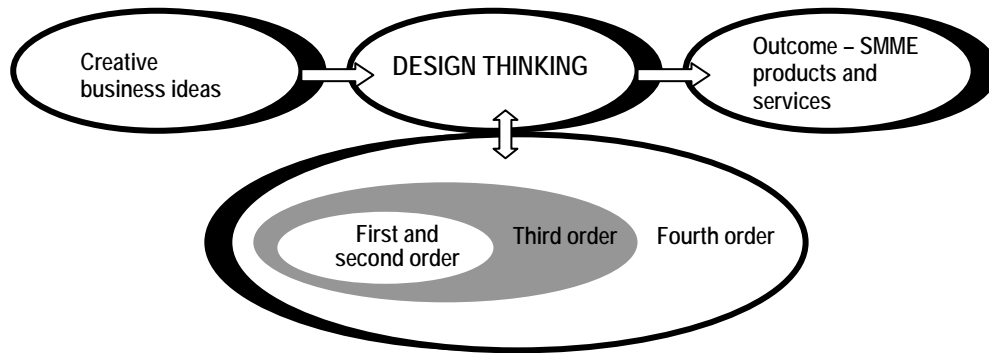 Creative
business ideas
DESIGN THINKING
Outcome – SMME
products and
services
First and
second order
Third order
Fourth order